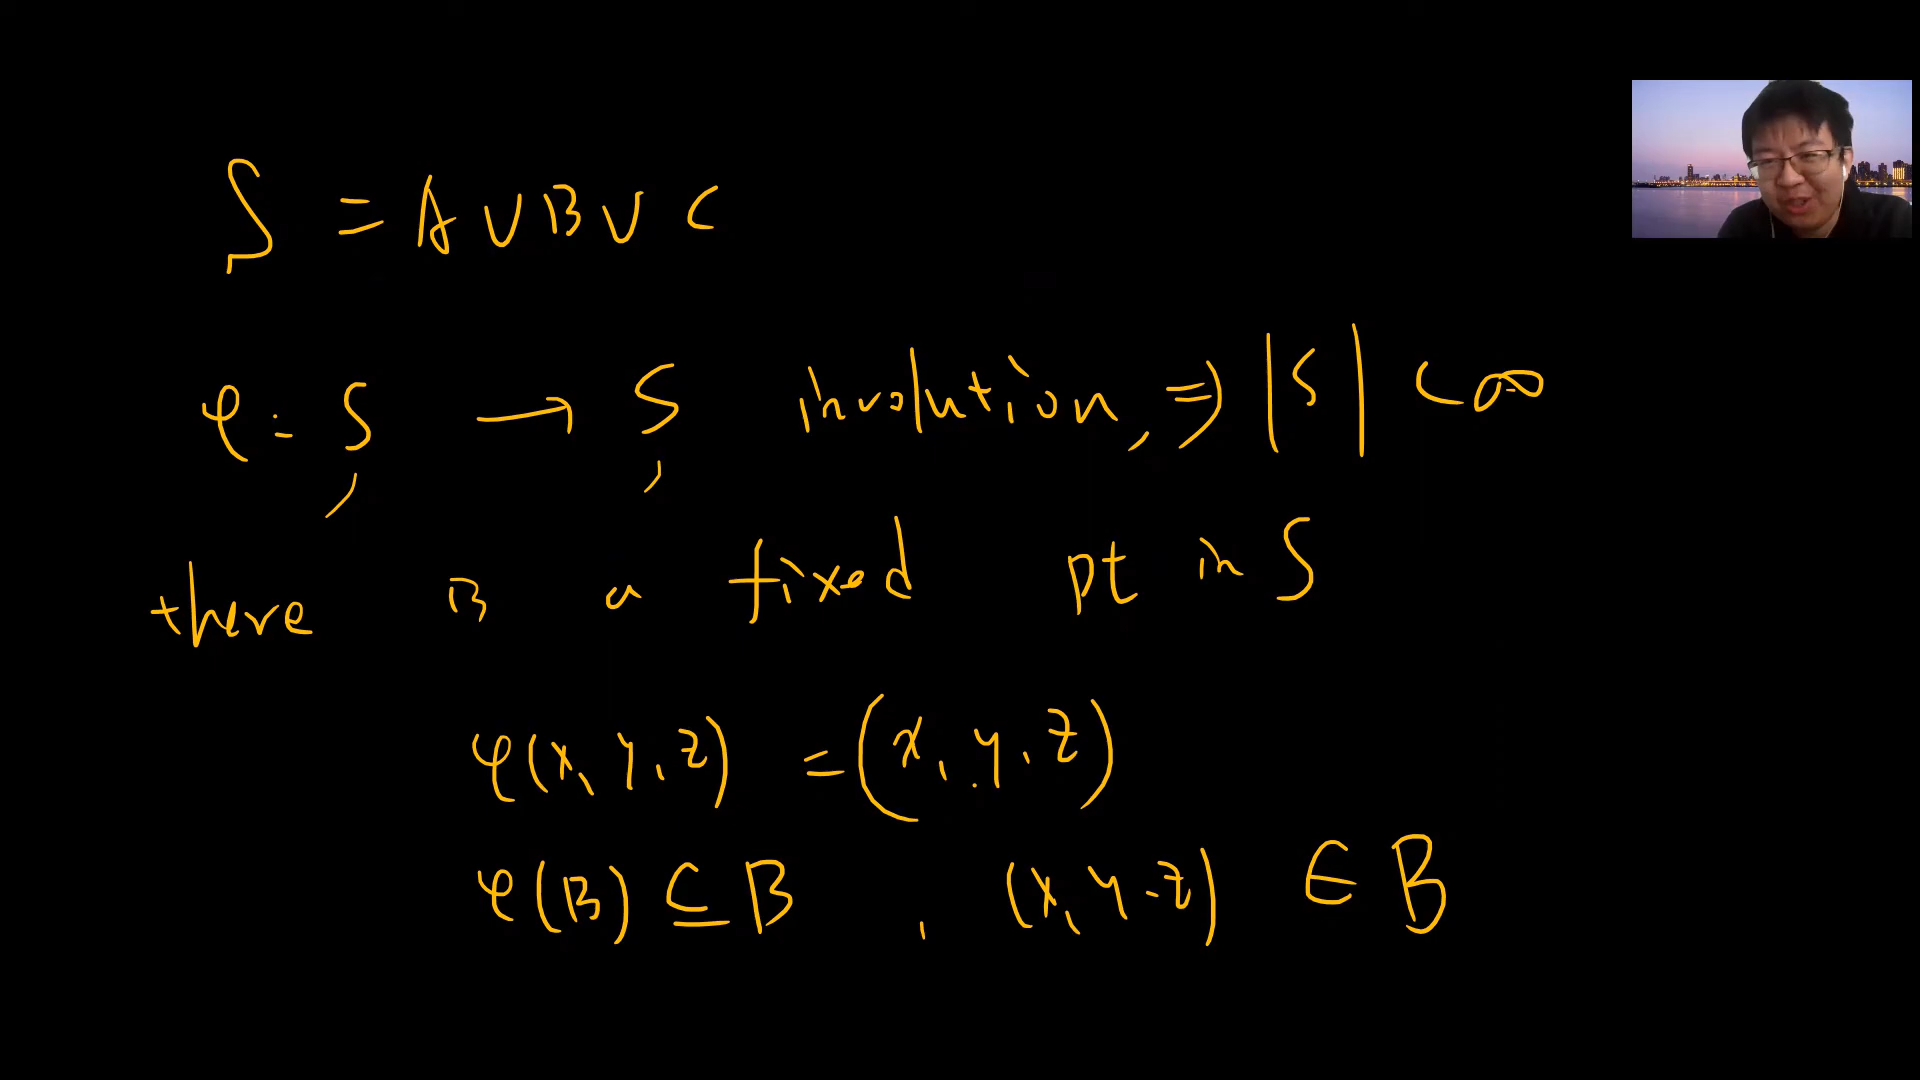 S = A ∪ B ∪ C
φ: S → S involution, ⇒ |S| < ∞
there is a fixed pt in S
φ(x, y, z) = (x, y, z)
φ(B) ⊆ B , (x, y, z) ∈ B